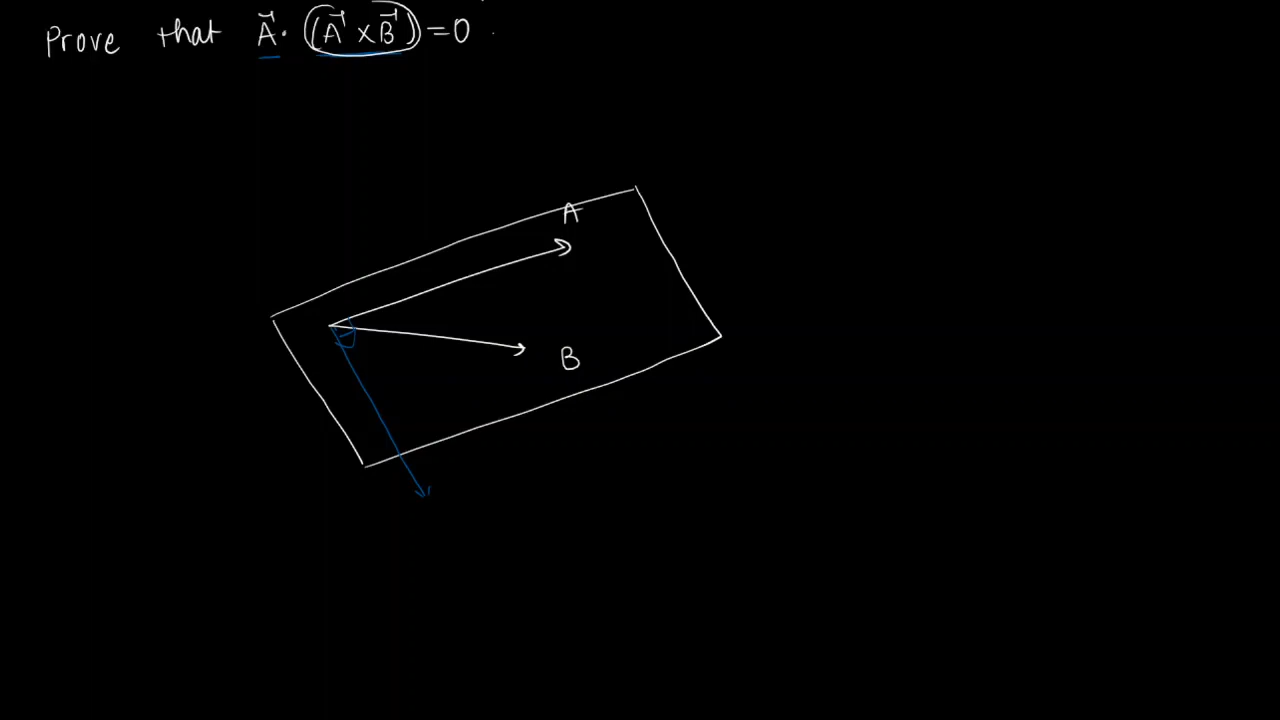 Prove that A⃗ · (A⃗ × B⃗) = 0
A
B